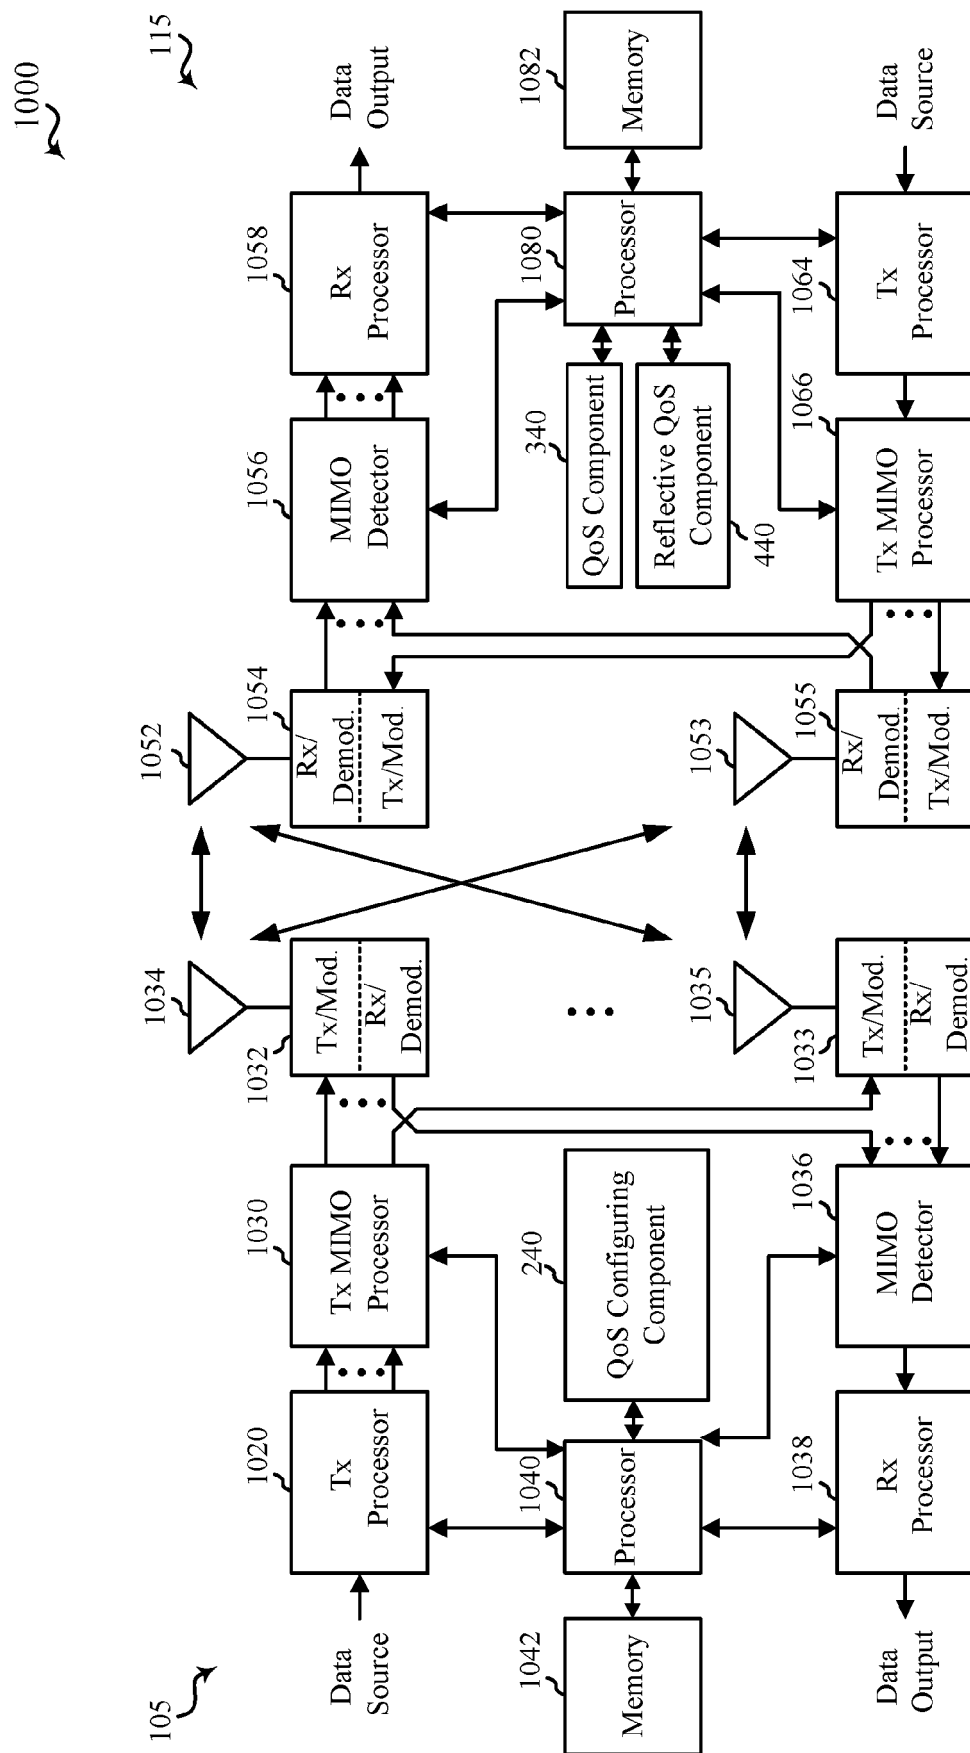 1000
105
115
1034
1052
1020
1030
1032
1054
1056
1058
Data
Source
Tx
Processor
Tx MIMO
Processor
Tx/Mod.
Rx/
Demod.
Rx/
Demod.
Tx/Mod.
MIMO
Detector
Rx
Processor
Data
Output
1042
Memory
1040
Processor
240
QoS Configuring
Component
340
QoS Component
Reflective QoS
Component
440
1080
Processor
1082
Memory
1035
1053
1038
1036
1033
1055
1066
1064
Data
Output
Rx
Processor
MIMO
Detector
Tx/Mod.
Rx/
Demod.
Rx/
Demod.
Tx/Mod.
Tx MIMO
Processor
Tx
Processor
Data
Source